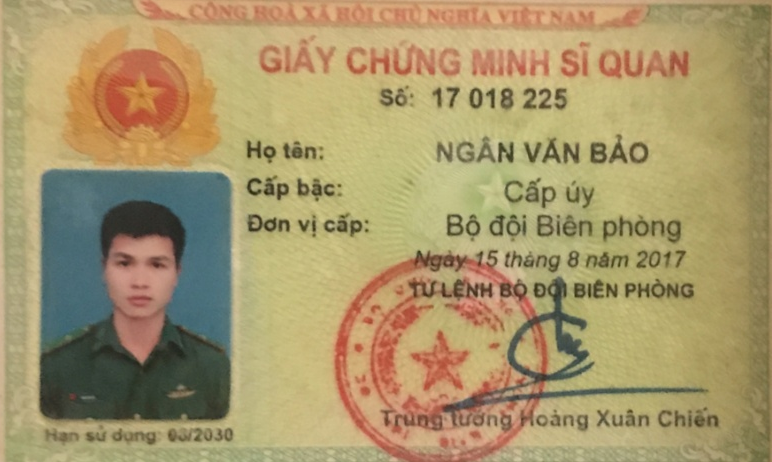 CỘNG HOÀ XÃ HỘI CHỦ NGHĨA VIỆT NAM
GIẤY CHỨNG MINH SĨ QUAN
Số: 17 018 225
Họ tên: NGÂN VĂN BẢO
Cấp bậc: Cấp úy
Đơn vị cấp: Bộ đội Biên phòng
Ngày 15 tháng 8 năm 2017
TƯ LỆNH BỘ ĐỘI BIÊN PHÒNG
Trung tướng Hoàng Xuân Chiến
Hạn sử dụng: 08/2030